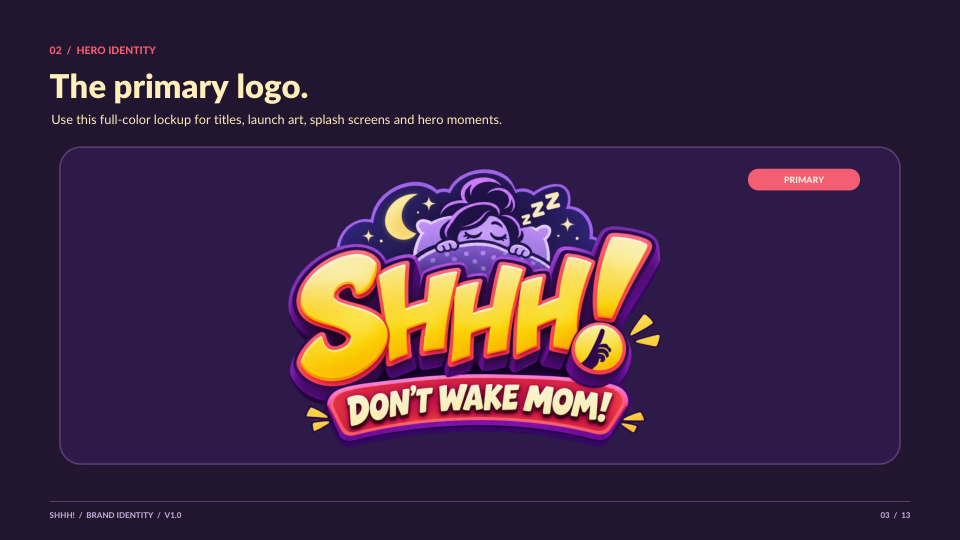 02 / HERO IDENTITY
The primary logo.
Use this full-color lockup for titles, launch art, splash screens and hero moments.
PRIMARY
zzZZ
SHHH!
DON'T WAKE MOM!
SHHH! / BRAND IDENTITY / V1.0
03 / 13